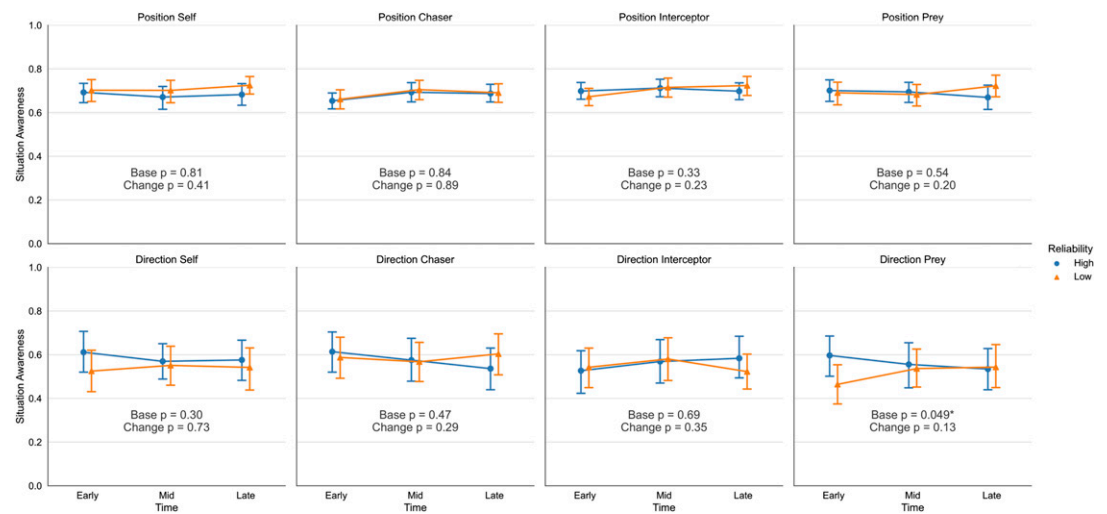 Position Self
Position Chaser
Position Interceptor
Position Prey
Situation Awareness
1.0
0.8
0.6
0.4
0.2
0.0
Base p = 0.81
Change p = 0.41
Base p = 0.84
Change p = 0.89
Base p = 0.33
Change p = 0.23
Base p = 0.54
Change p = 0.20
Reliability
High
Low
Direction Self
Direction Chaser
Direction Interceptor
Direction Prey
Situation Awareness
1.0
0.8
0.6
0.4
0.2
0.0
Base p = 0.30
Change p = 0.73
Base p = 0.47
Change p = 0.29
Base p = 0.69
Change p = 0.35
Base p = 0.049*
Change p = 0.13
Early Mid Late
Time
Early Mid Late
Time
Early Mid Late
Time
Early Mid Late
Time